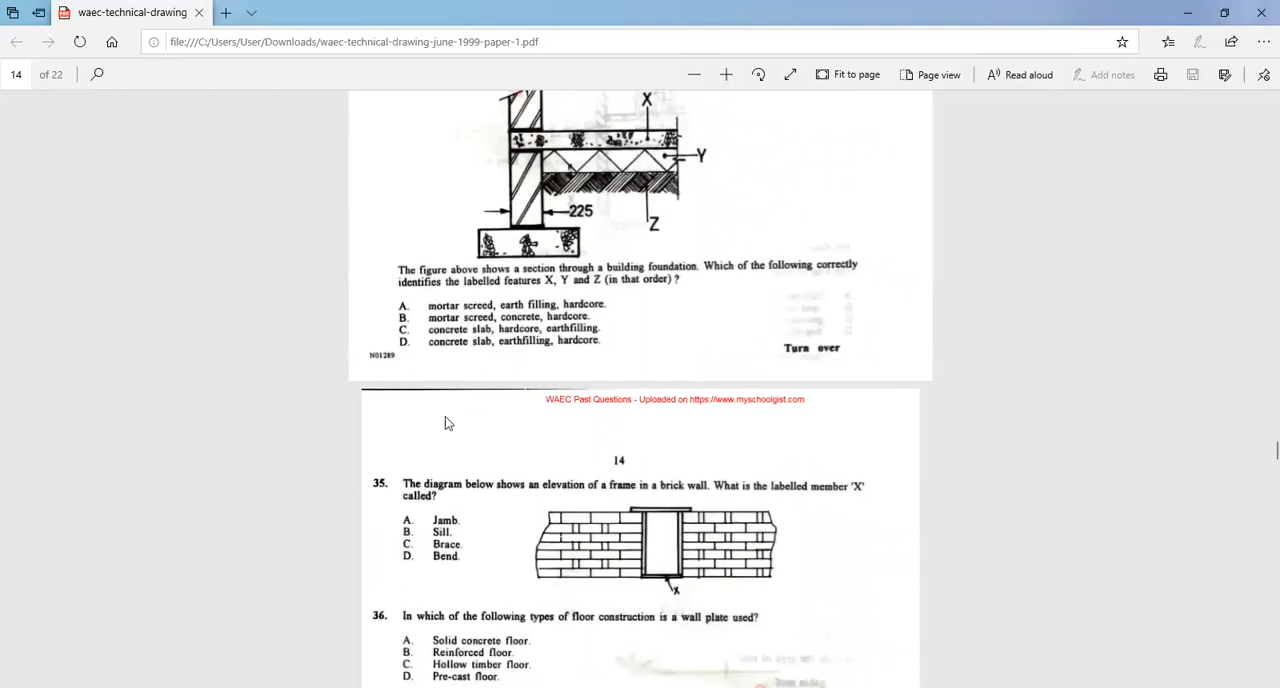 waec-technical-drawing
file:///C:/Users/User/Downloads/waec-technical-drawing-june-1999-paper-1.pdf
14 of 22
Fit to page
Page view
Read aloud
Add notes
X
Y
225
Z
The figure above shows a section through a building foundation. Which of the following correctly
identifies the labelled features X, Y and Z (in that order) ?
A. mortar screed, earth filling, hardcore.
B. mortar screed, concrete, hardcore.
C. concrete slab, hardcore, earthfilling.
D. concrete slab, earthfilling, hardcore.
Turn over
N01289
WAEC Past Questions - Uploaded on https://www.myschoolgist.com
14
35. The diagram below shows an elevation of a frame in a brick wall. What is the labelled member 'X'
called?
A. Jamb.
B. Sill.
C. Brace.
D. Bend.
X
36. In which of the following types of floor construction is a wall plate used?
A. Solid concrete floor.
B. Reinforced floor.
C. Hollow timber floor.
D. Pre-cast floor.